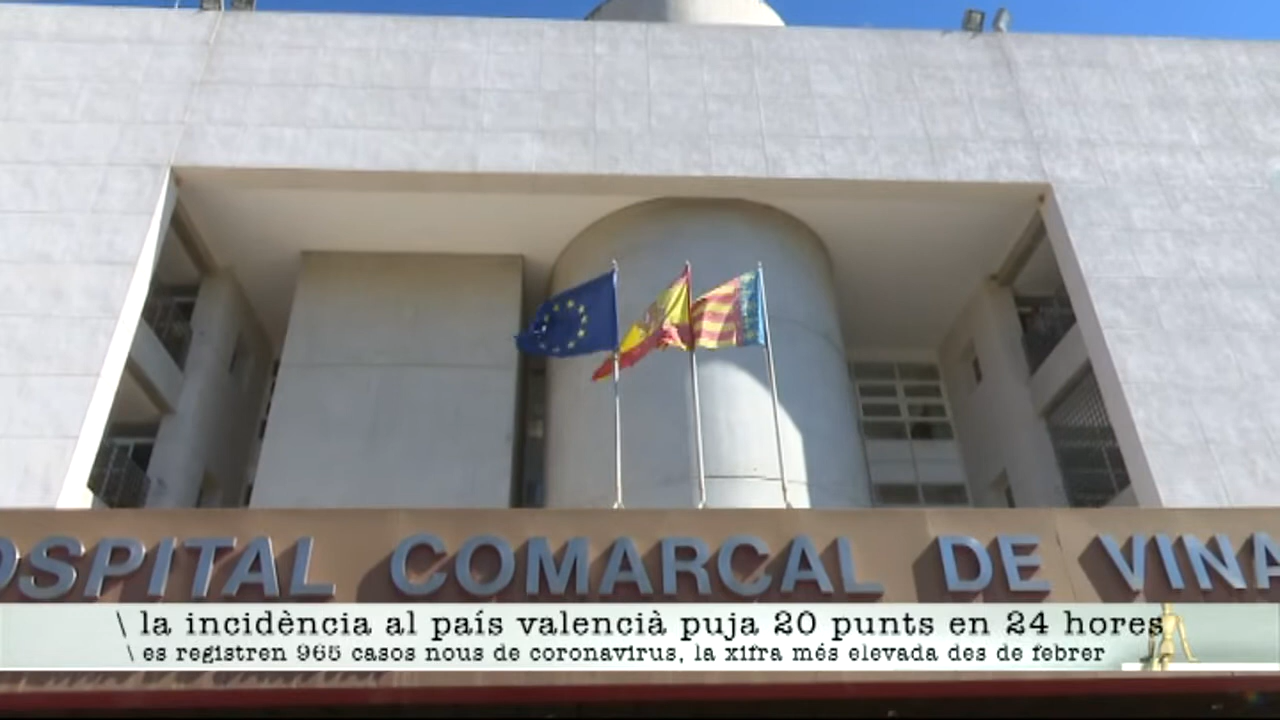 HOSPITAL COMARCAL DE VINA
\ la incidència al país valencià puja 20 punts en 24 hores
\ es registren 965 casos nous de coronavirus, la xifra més elevada des de febrer